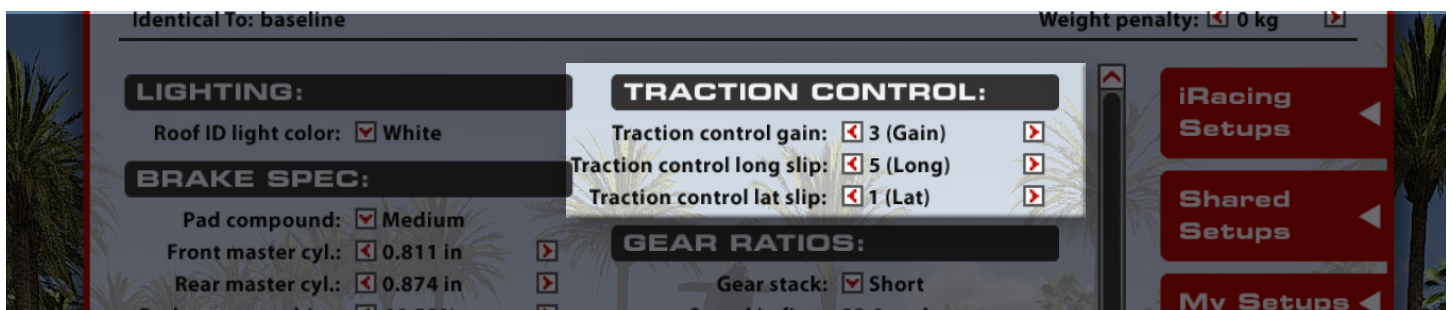 Identical To: baseline
Weight penalty: 0 kg
LIGHTING:
Roof ID light color: White
BRAKE SPEC:
Pad compound: Medium
Front master cyl.: 0.811 in
Rear master cyl.: 0.874 in
TRACTION CONTROL:
Traction control gain: 3 (Gain)
Traction control long slip: 5 (Long)
Traction control lat slip: 1 (Lat)
GEAR RATIOS:
Gear stack: Short
iRacing
Setups
Shared
Setups
My Setups